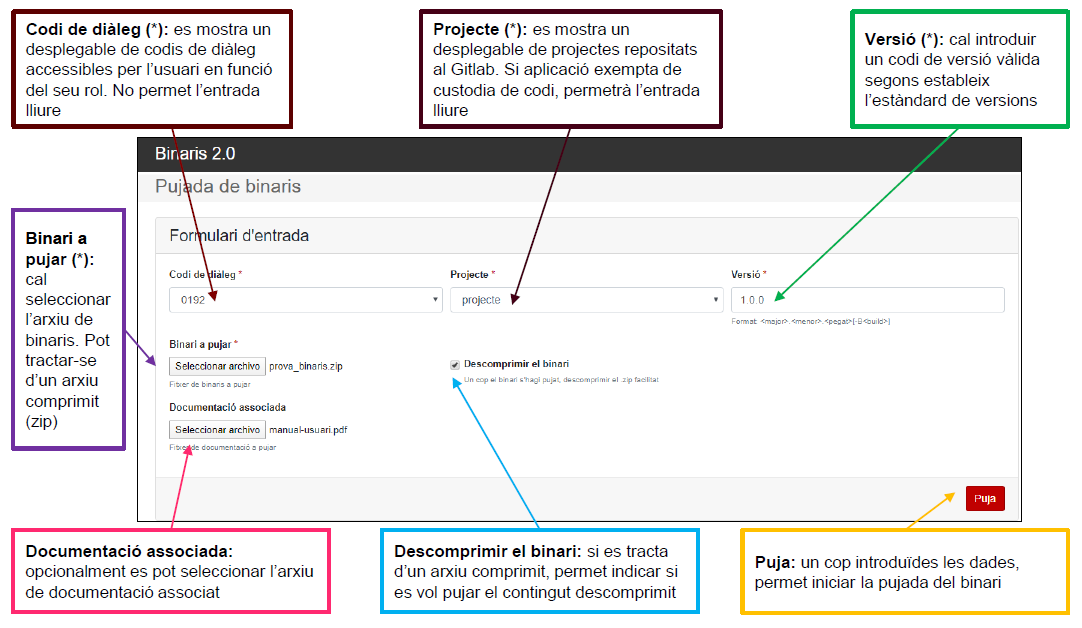 Codi de diàleg (*): es mostra un
desplegable de codis de diàleg
accessibles per l'usuari en funció
del seu rol. No permet l'entrada
lliure
Projecte (*): es mostra un
desplegable de projectes repositats
al Gitlab. Si aplicació exempta de
custodia de codi, permetrà l'entrada
lliure
Versió (*): cal introduir
un codi de versió vàlida
segons estableix
l'estàndard de versions
Binaris 2.0
Pujada de binaris
Binari a
pujar (*):
cal
seleccionar
l'arxiu de
binaris. Pot
tractar-se
d'un arxiu
comprimit
(zip)
Formulari d'entrada
Codi de diàleg *
Projecte *
Versió *
0192
projecte
1.0.0
Format: <major>.<menor>.<pegat>[-B<build>]
Binari a pujar *
Seleccionar archivo prova_binaris.zip
Fitxer de binaris a pujar
Descomprimir el binari
Un cop el binari s'hagi pujat, descomprimir el .zip facilitat
Documentació associada
Seleccionar archivo manual-usuari.pdf
Fitxer de documentació a pujar
Puja
Documentació associada:
opcionalment es pot seleccionar l'arxiu
de documentació associat
Descomprimir el binari: si es tracta
d'un arxiu comprimit, permet indicar si
es vol pujar el contingut descomprimit
Puja: un cop introduïdes les dades,
permet iniciar la pujada del binari